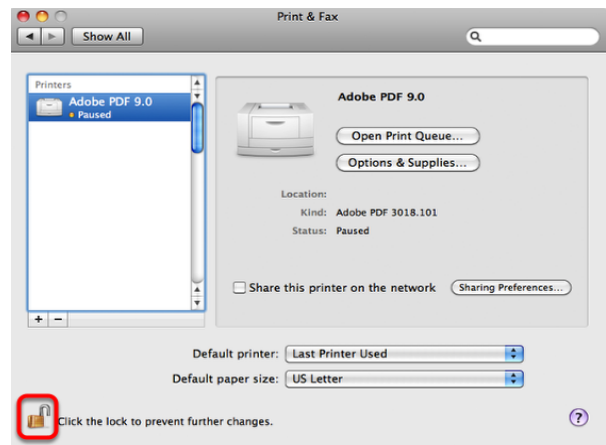 Print & Fax
Show All
Printers
Adobe PDF 9.0
Paused
Adobe PDF 9.0
Open Print Queue...
Options & Supplies...
Location:
Kind: Adobe PDF 3018.101
Status: Paused
Share this printer on the network Sharing Preferences...
+ −
Default printer: Last Printer Used
Default paper size: US Letter
Click the lock to prevent further changes.
?